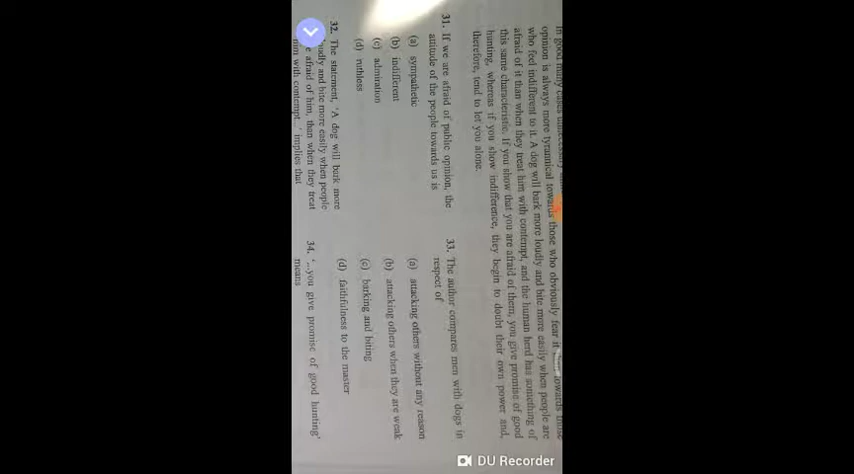 In good many cases unnecessary
opinion is always more tyrannical towards those who obviously fear it towards those
who feel indifferent to it. A dog will bark more loudly and bite more easily when people are
afraid of it than when they treat him with contempt, and the human herd has something of
this same characteristic. If you show that you are afraid of them, you give promise of good
hunting, whereas if you show indifference, they begin to doubt their own power and,
therefore, tend to let you alone.
31. If we are afraid of public opinion, the
attitude of the people towards us is
(a) sympathetic
(b) indifferent
(c) admiration
(d) ruthless
32. The statement, 'A dog will bark more
loudly and bite more easily when people
afraid of him, than when they treat
him with contempt...' implies that
33. The author compares men with dogs in
respect of
(a) attacking others without any reason
(b) attacking others when they are weak
(c) barking and biting
(d) faithfulness to the master
34. '...you give promise of good hunting'
means
DU Recorder